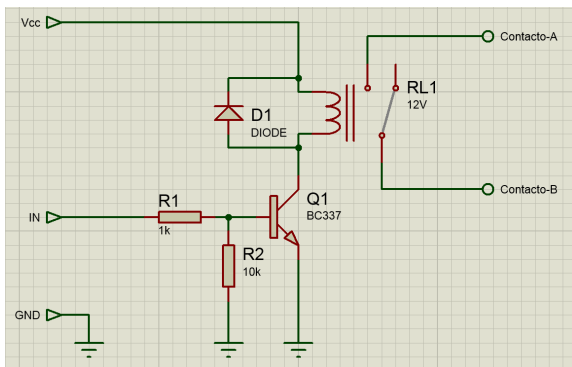 Vcc
Contacto-A
D1
DIODE
RL1
12V
Contacto-B
R1
1k
Q1
BC337
IN
R2
10k
GND